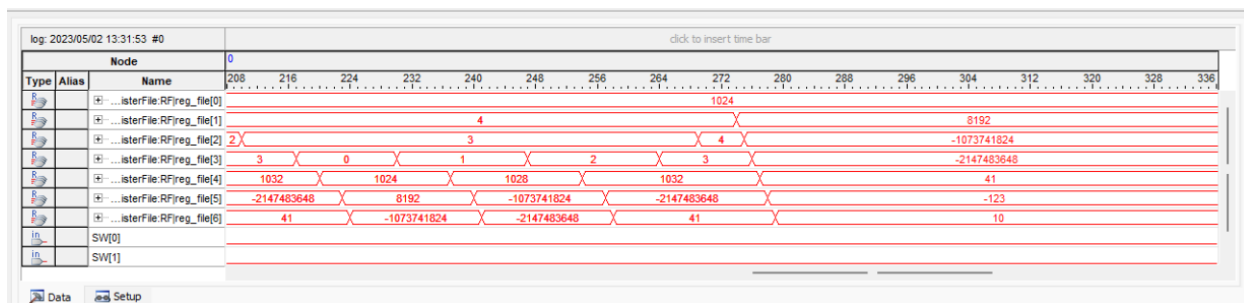 log: 2023/05/02 13:31:53 #0 click to insert time bar
Node 0
Type Alias Name 208 216 224 232 240 248 256 264 272 280 288 296 304 312 320 328 336
R ...isterFile:RF|reg_file[0] 1024
R ...isterFile:RF|reg_file[1] 4 8192
R ...isterFile:RF|reg_file[2] 2 3 4 -1073741824
R ...isterFile:RF|reg_file[3] 3 0 1 2 3 -2147483648
R ...isterFile:RF|reg_file[4] 1032 1024 1028 1032 41
R ...isterFile:RF|reg_file[5] -2147483648 8192 -1073741824 -2147483648 -123
R ...isterFile:RF|reg_file[6] 41 -1073741824 -2147483648 41 10
in SW[0]
in SW[1]
Data Setup